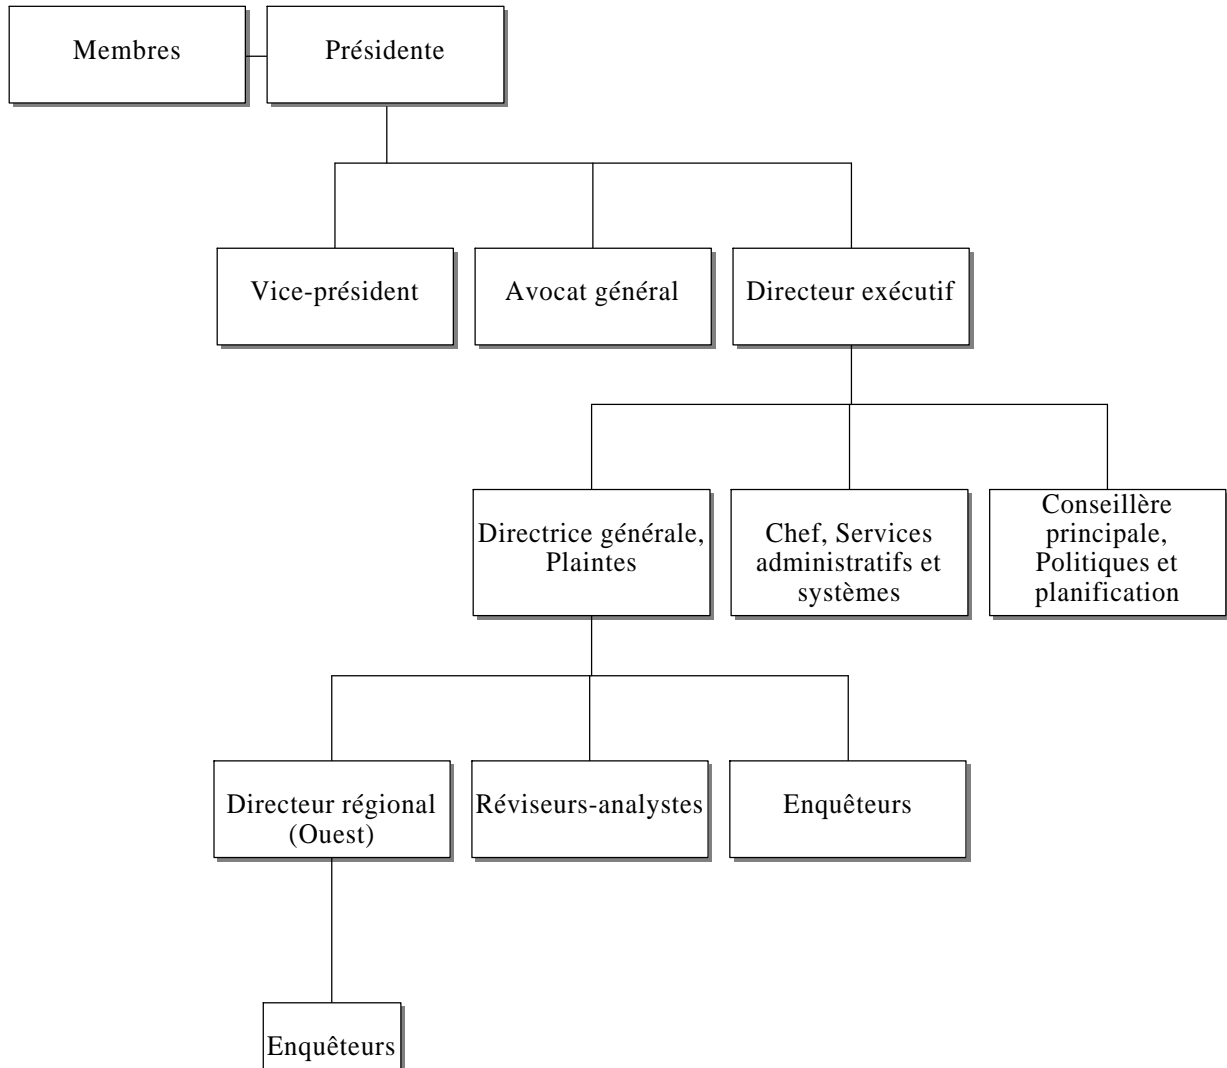 Membres
Présidente
Vice-président
Avocat général
Directeur exécutif
Directrice générale,
Plaintes
Chef, Services
administratifs et
systèmes
Conseillère
principale,
Politiques et
planification
Directeur régional
(Ouest)
Réviseurs-analystes
Enquêteurs
Enquêteurs